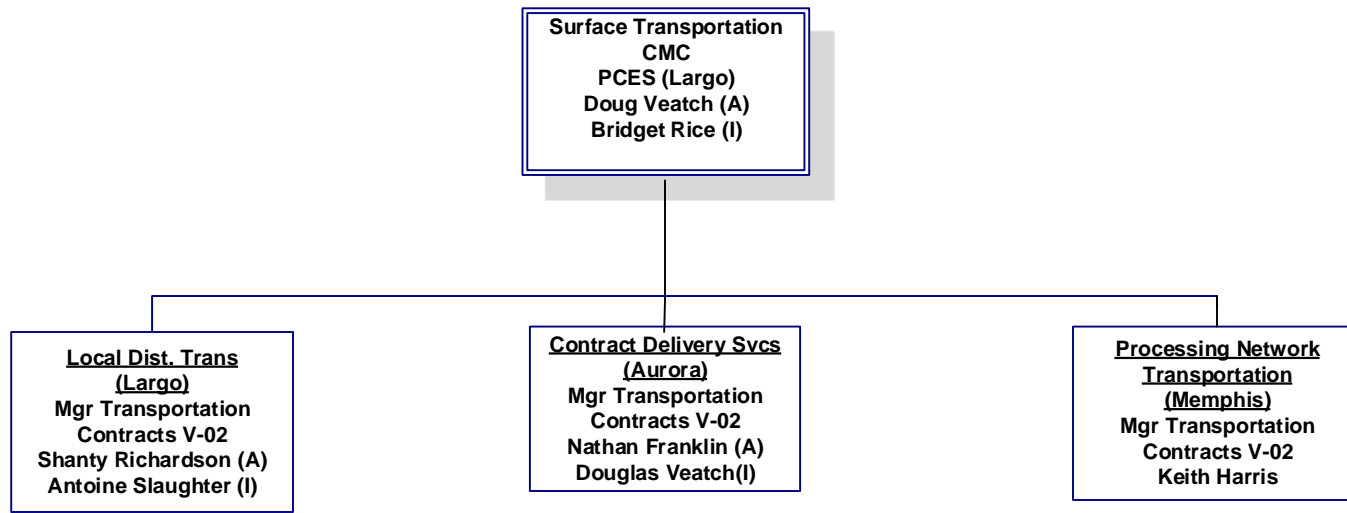 Surface Transportation
CMC
PCES (Largo)
Doug Veatch (A)
Bridget Rice (I)
Local Dist. Trans
(Largo)
Mgr Transportation
Contracts V-02
Shanty Richardson (A)
Antoine Slaughter (I)
Contract Delivery Svcs
(Aurora)
Mgr Transportation
Contracts V-02
Nathan Franklin (A)
Douglas Veatch(I)
Processing Network
Transportation
(Memphis)
Mgr Transportation
Contracts V-02
Keith Harris